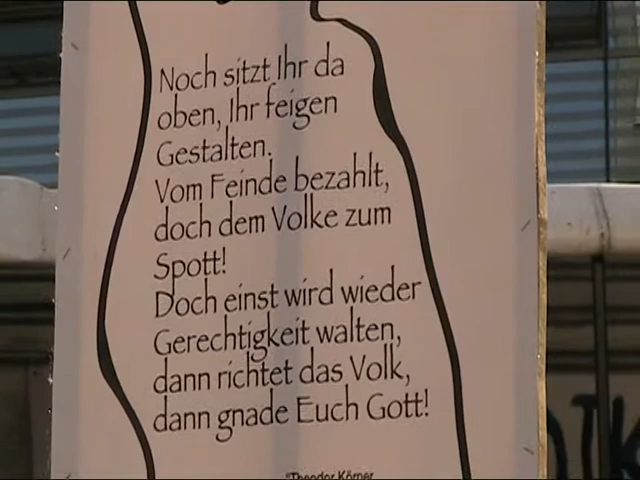 Noch sitzt Ihr da
oben, Ihr feigen
Gestalten.
Vom Feinde bezahlt,
doch dem Volke zum
Spott!
Doch einst wird wieder
Gerechtigkeit walten,
dann richtet das Volk,
dann gnade Euch Gott!
*Theodor Körner